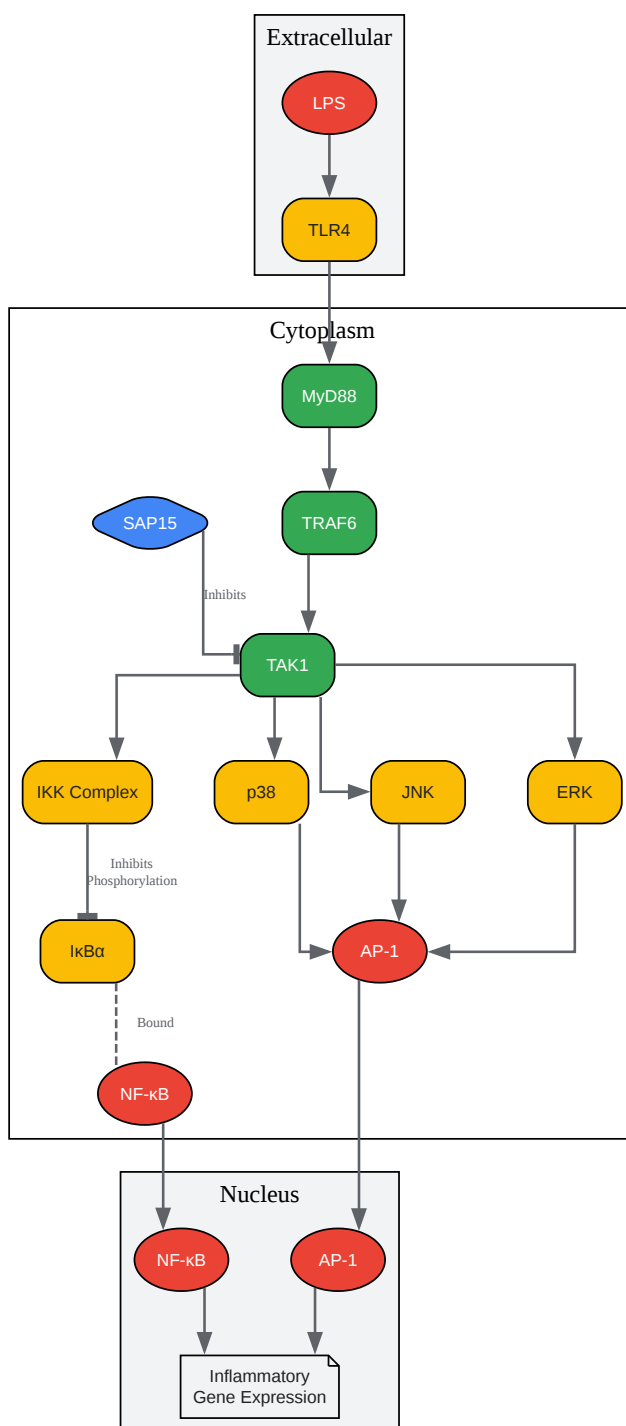 Extracellular
LPS
TLR4
Cytoplasm
MyD88
SAP15
TRAF6
Inhibits
TAK1
IKK Complex
p38
JNK
ERK
Inhibits
Phosphorylation
IκBα
AP-1
Bound
NF-κB
Nucleus
NF-κB
AP-1
Inflammatory
Gene Expression